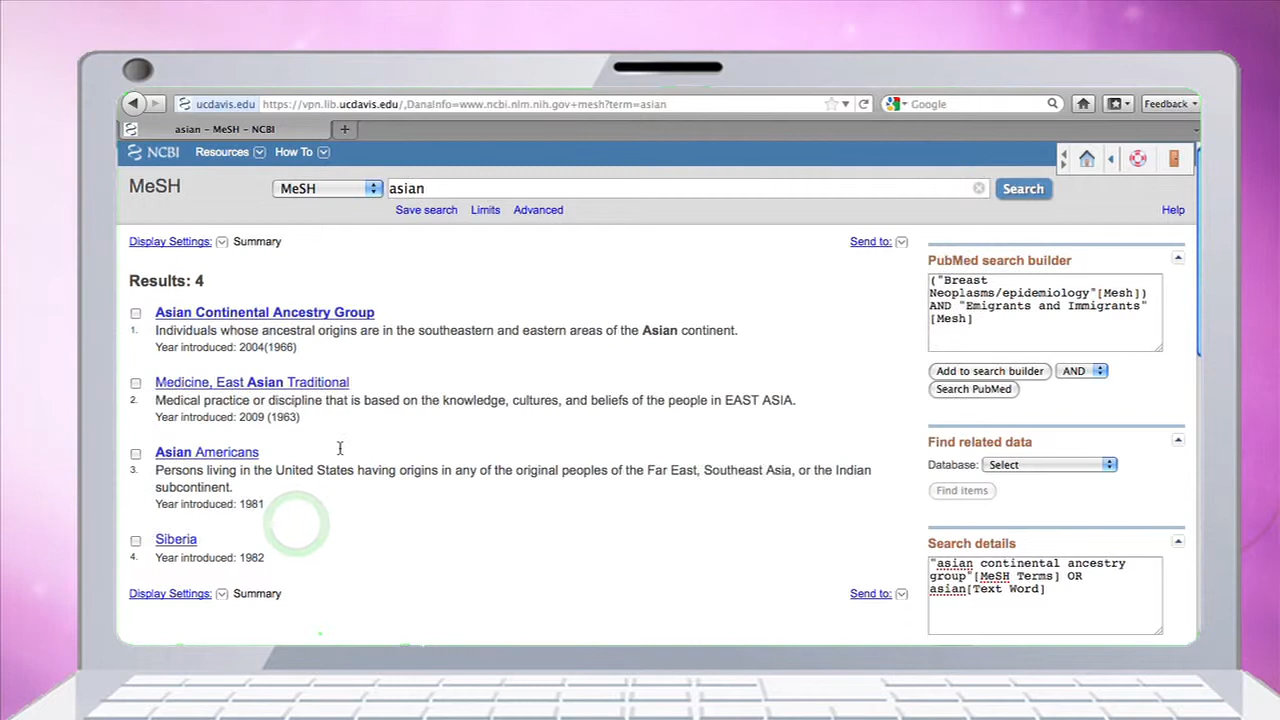 ucdavis.edu https://vpn.lib.ucdavis.edu/,DanaInfo=www.ncbi.nlm.nih.gov+mesh?term=asian Google Feedback
asian – MeSH – NCBI +
NCBI Resources How To
MeSH MeSH asian Search
Save search Limits Advanced Help
Display Settings: Summary Send to:
Results: 4
Asian Continental Ancestry Group
1. Individuals whose ancestral origins are in the southeastern and eastern areas of the Asian continent.
Year introduced: 2004(1966)
Medicine, East Asian Traditional
2. Medical practice or discipline that is based on the knowledge, cultures, and beliefs of the people in EAST ASIA.
Year introduced: 2009 (1963)
Asian Americans
3. Persons living in the United States having origins in any of the original peoples of the Far East, Southeast Asia, or the Indian
subcontinent.
Year introduced: 1981
Siberia
4. Year introduced: 1982
Display Settings: Summary Send to:
PubMed search builder
("Breast
Neoplasms/epidemiology"[Mesh])
AND "Emigrants and Immigrants"
[Mesh]
Add to search builder AND
Search PubMed
Find related data
Database: Select
Find items
Search details
"asian continental ancestry
group"[MeSH Terms] OR
asian[Text Word]